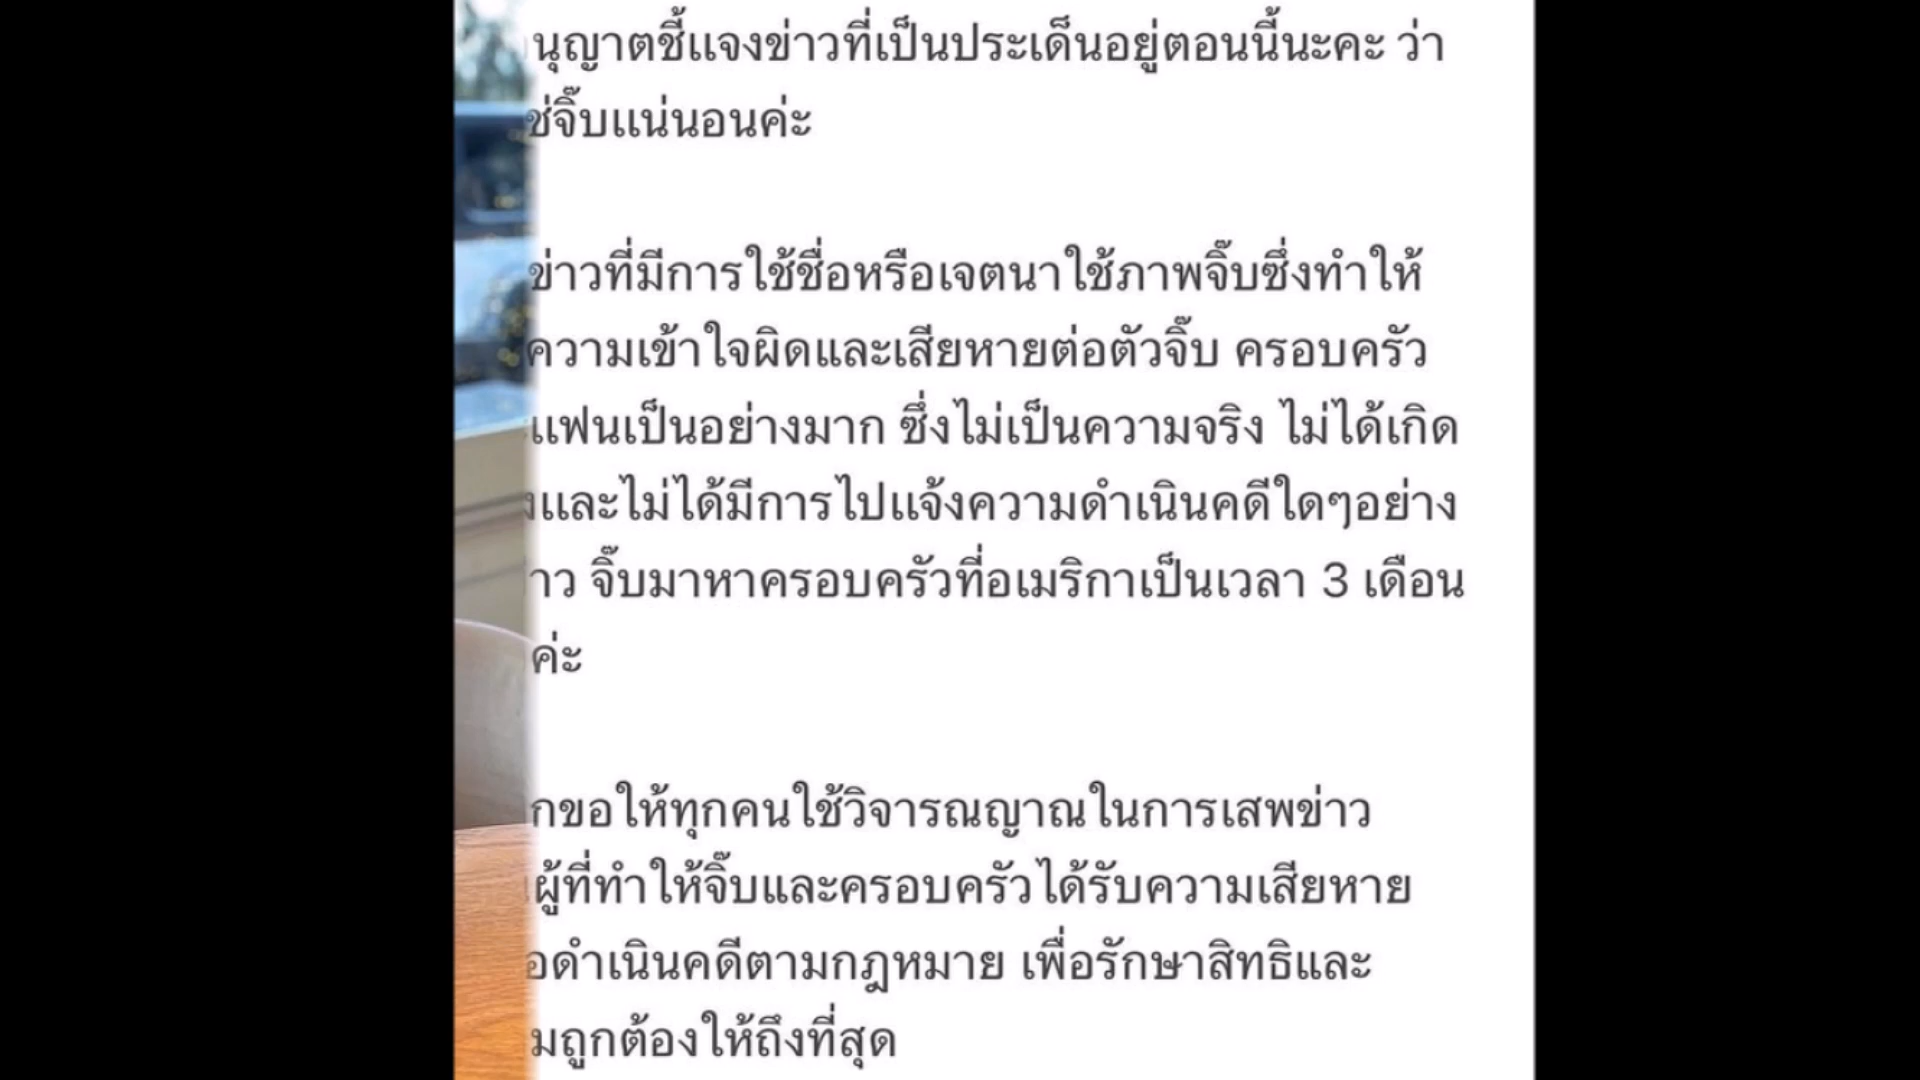 นุญาตชี้แจงข่าวที่เป็นประเด็นอยู่ตอนนี้นะคะ ว่า
ช่จิ๊บแน่นอนค่ะ
ข่าวที่มีการใช้ชื่อหรือเจตนาใช้ภาพจิ๊บซึ่งทำให้
ความเข้าใจผิดและเสียหายต่อตัวจิ๊บ ครอบครัว
แฟนเป็นอย่างมาก ซึ่งไม่เป็นความจริง ไม่ได้เกิด
และไม่ได้มีการไปแจ้งความดำเนินคดีใดๆอย่าง
าว จิ๊บมาหาครอบครัวที่อเมริกาเป็นเวลา 3 เดือน
ค่ะ
กขอให้ทุกคนใช้วิจารณญาณในการเสพข่าว
ผู้ที่ทำให้จิ๊บและครอบครัวได้รับความเสียหาย
อดำเนินคดีตามกฎหมาย เพื่อรักษาสิทธิและ
มถูกต้องให้ถึงที่สุด